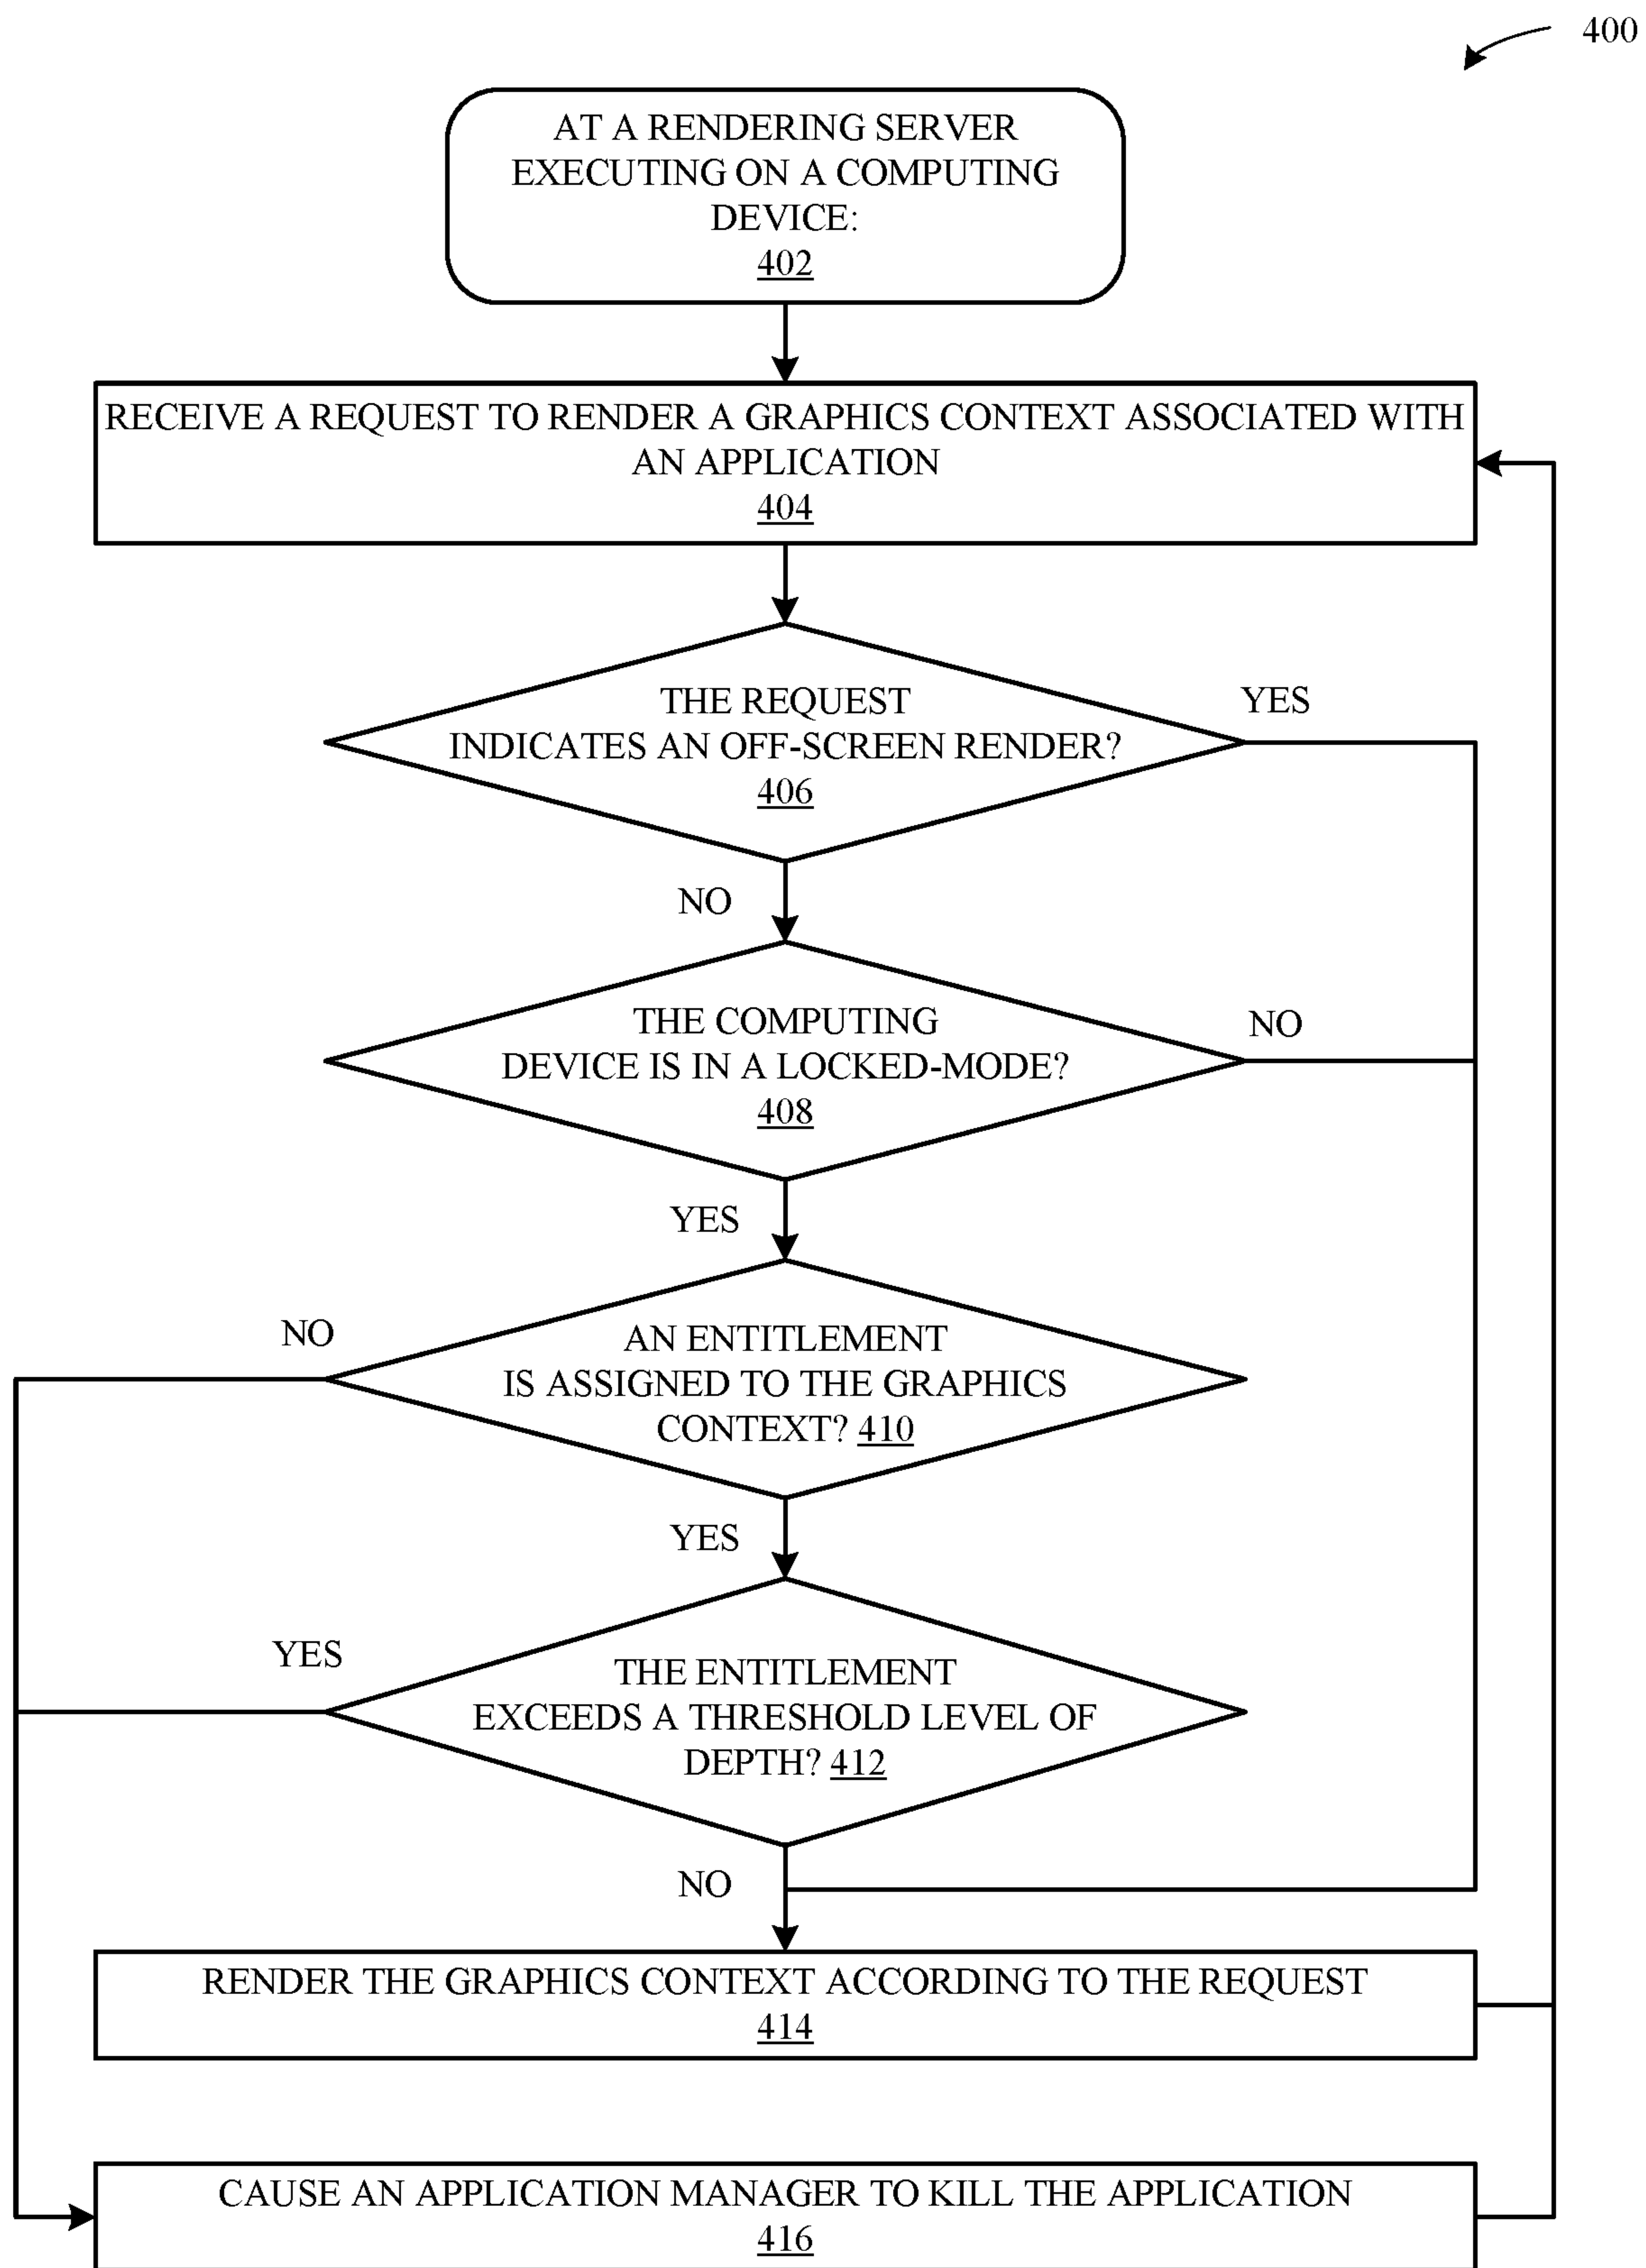 400
AT A RENDERING SERVER
EXECUTING ON A COMPUTING
DEVICE:
402
RECEIVE A REQUEST TO RENDER A GRAPHICS CONTEXT ASSOCIATED WITH
AN APPLICATION
404
THE REQUEST
INDICATES AN OFF-SCREEN RENDER?
406
YES
NO
THE COMPUTING
DEVICE IS IN A LOCKED-MODE?
408
NO
YES
AN ENTITLEMENT
IS ASSIGNED TO THE GRAPHICS
CONTEXT? 410
NO
YES
THE ENTITLEMENT
EXCEEDS A THRESHOLD LEVEL OF
DEPTH? 412
YES
NO
RENDER THE GRAPHICS CONTEXT ACCORDING TO THE REQUEST
414
CAUSE AN APPLICATION MANAGER TO KILL THE APPLICATION
416